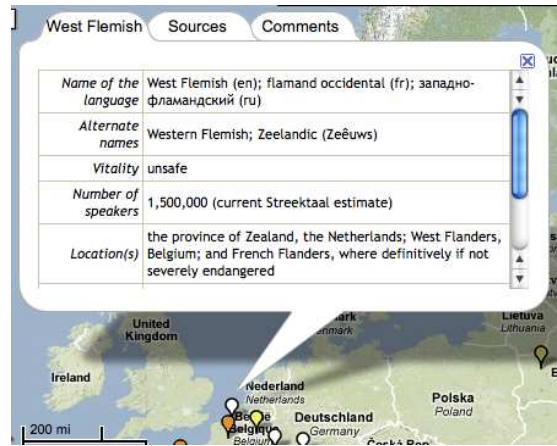 West Flemish Sources Comments
Name of the language West Flemish (en); flamand occidental (fr); западно-
фламандский (ru)
Alternate names Western Flemish; Zeelandic (Zeêuws)
Vitality unsafe
Number of speakers 1,500,000 (current Streektaal estimate)
Location(s) the province of Zealand, the Netherlands; West Flanders,
Belgium; and French Flanders, where definitively if not
severely endangered
United
Kingdom
Lietuva
Lithuania
Ireland
Nederland
Netherlands
Polska
Poland
Deutschland
Germany
België
Belgique
Belgium
200 mi